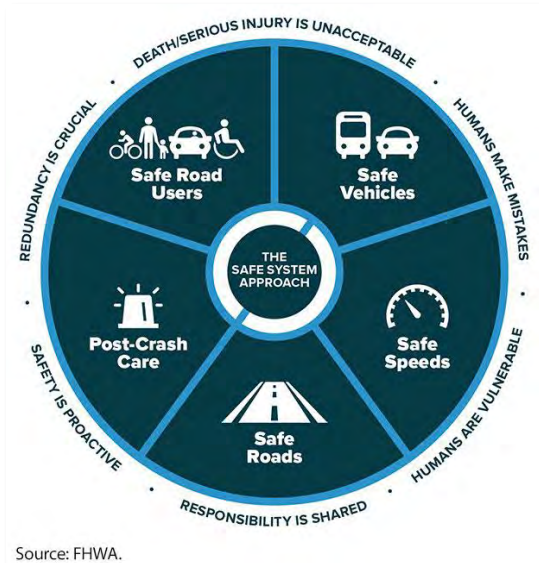 DEATH/SERIOUS INJURY IS UNACCEPTABLE
HUMANS MAKE MISTAKES
HUMANS ARE VULNERABLE
RESPONSIBILITY IS SHARED
SAFETY IS PROACTIVE
REDUNDANCY IS CRUCIAL
Safe Road
Users
Safe
Vehicles
Safe
Speeds
Safe
Roads
Post-Crash
Care
THE
SAFE SYSTEM
APPROACH
Source: FHWA.